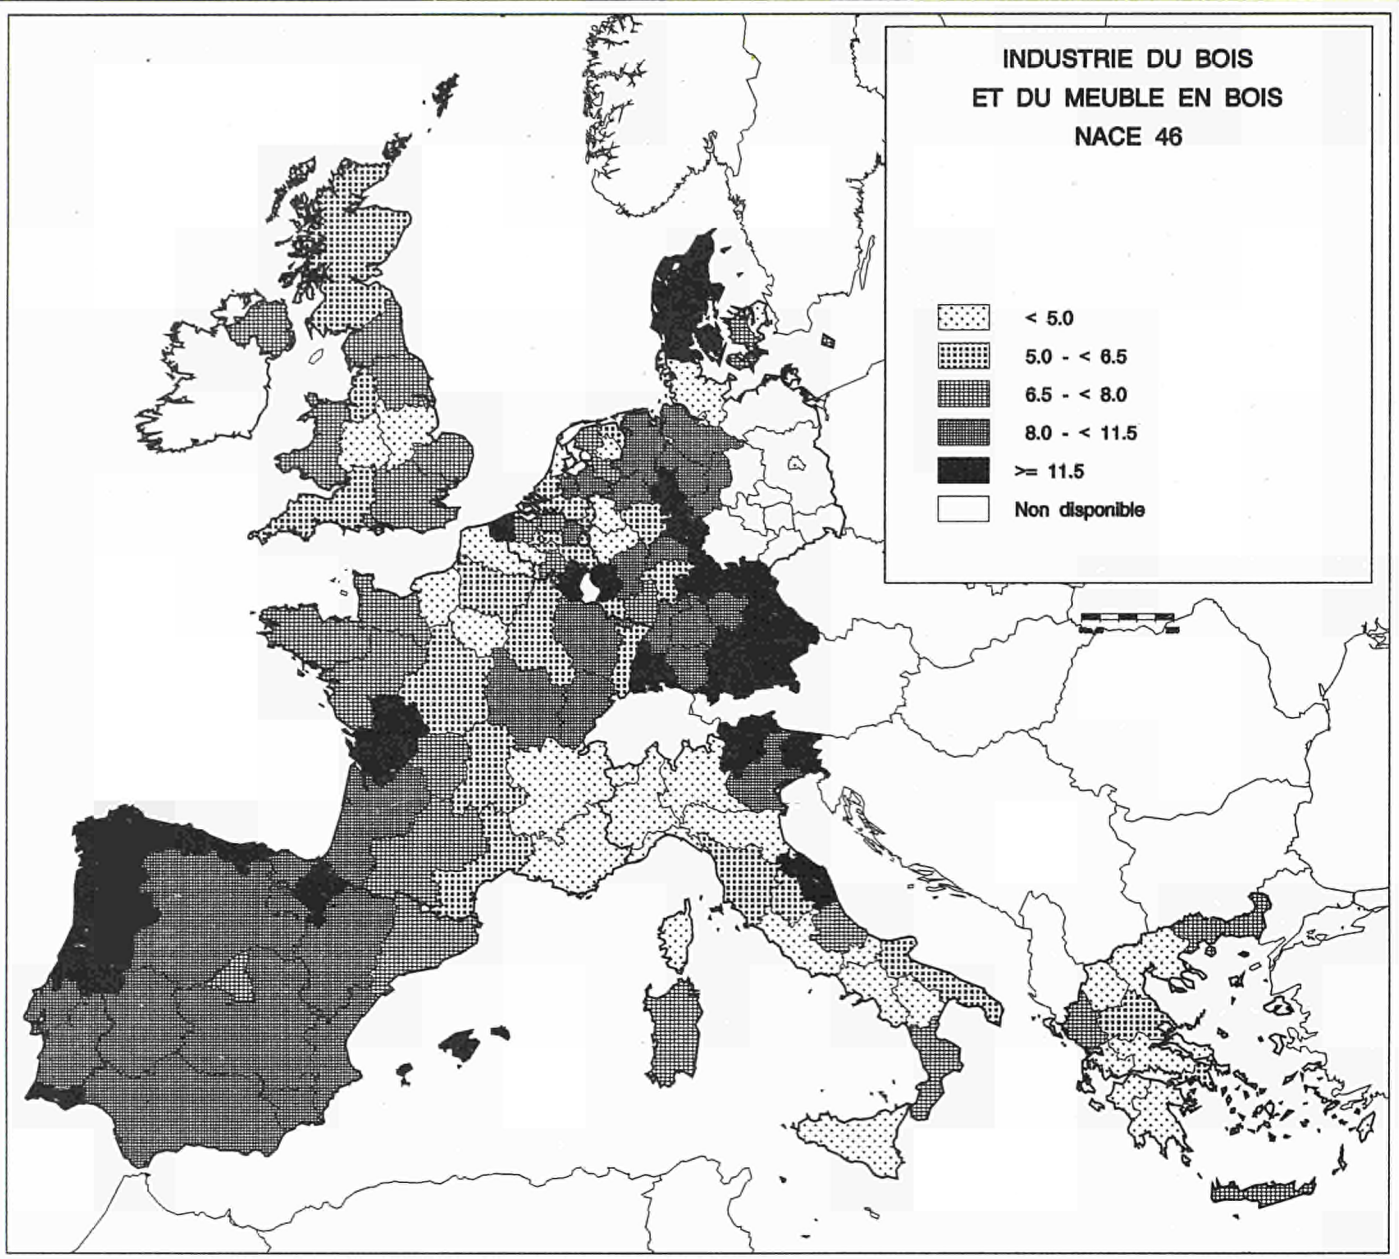 INDUSTRIE DU BOIS
ET DU MEUBLE EN BOIS
NACE 46
< 5.0
5.0 - < 6.5
6.5 - < 8.0
8.0 - < 11.5
>= 11.5
Non disponible